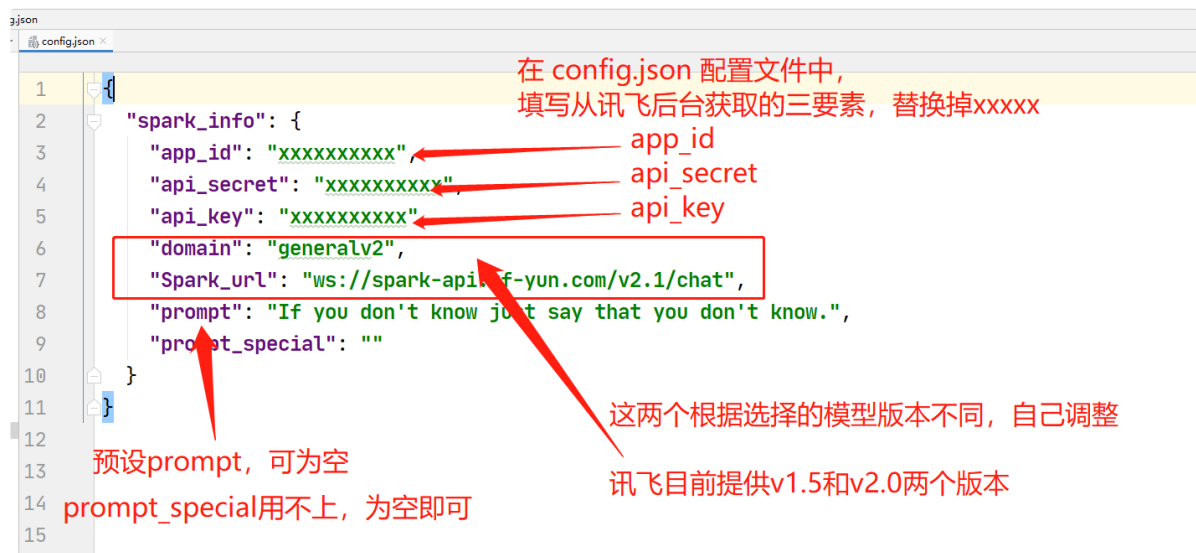 g.json
config.json
在 config.json 配置文件中，
填写从讯飞后台获取的三要素，替换掉xxxxx
app_id
api_secret
api_key
1 {
2 "spark_info": {
3 "app_id": "xxxxxxxxxx",
4 "api_secret": "xxxxxxxxxx",
5 "api_key": "xxxxxxxxxx"
6 "domain": "generalv2",
7 "Spark_url": "ws://spark-api.xf-yun.com/v2.1/chat",
8 "prompt": "If you don't know just say that you don't know.",
9 "prompt_special": ""
10 }
11 }
12
13
14
15
这两个根据选择的模型版本不同，自己调整
讯飞目前提供v1.5和v2.0两个版本
预设prompt，可为空
prompt_special用不上，为空即可